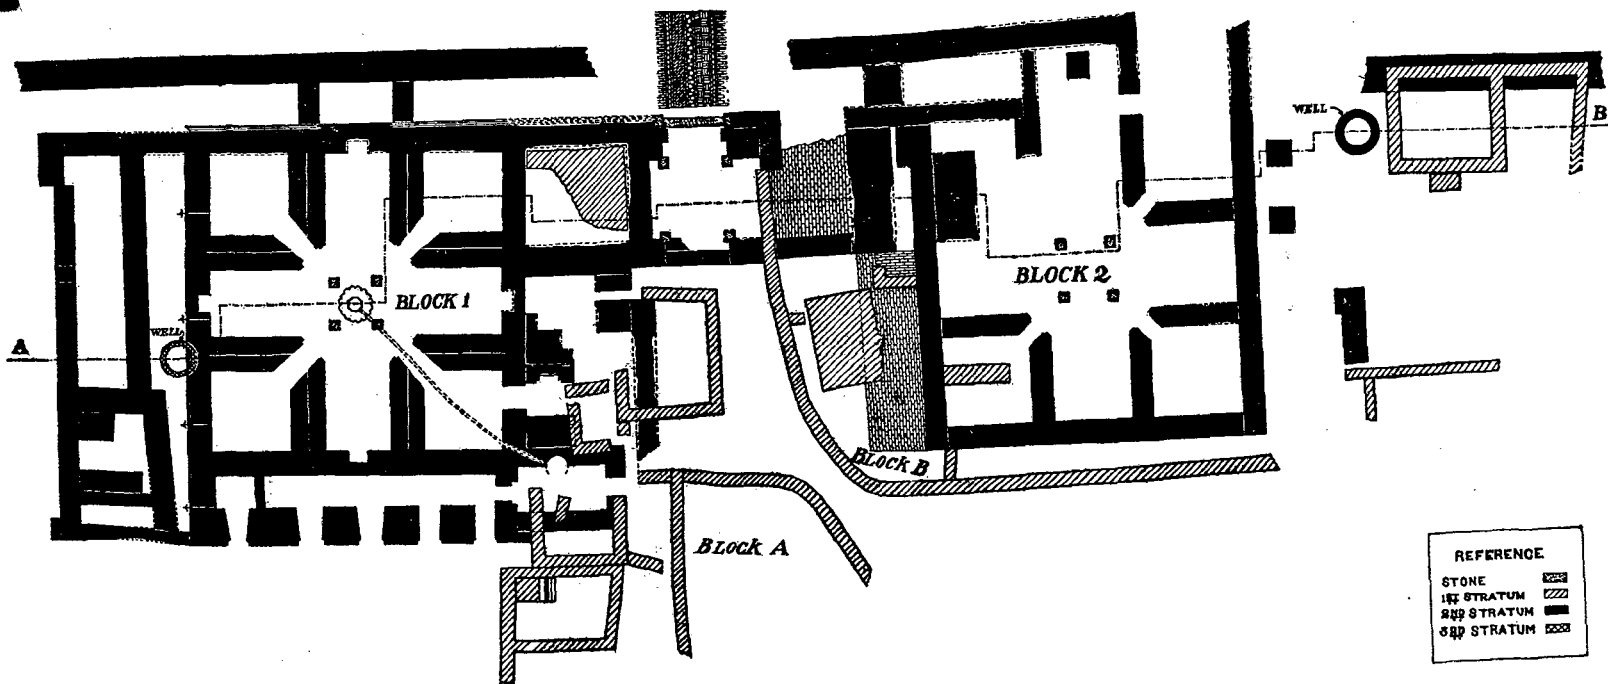 WELL
B
BLOCK 2
BLOCK 1
WELL
A
BLOCK B
BLOCK A
REFERENCE
STONE
1ST STRATUM
2ND STRATUM
3RD STRATUM